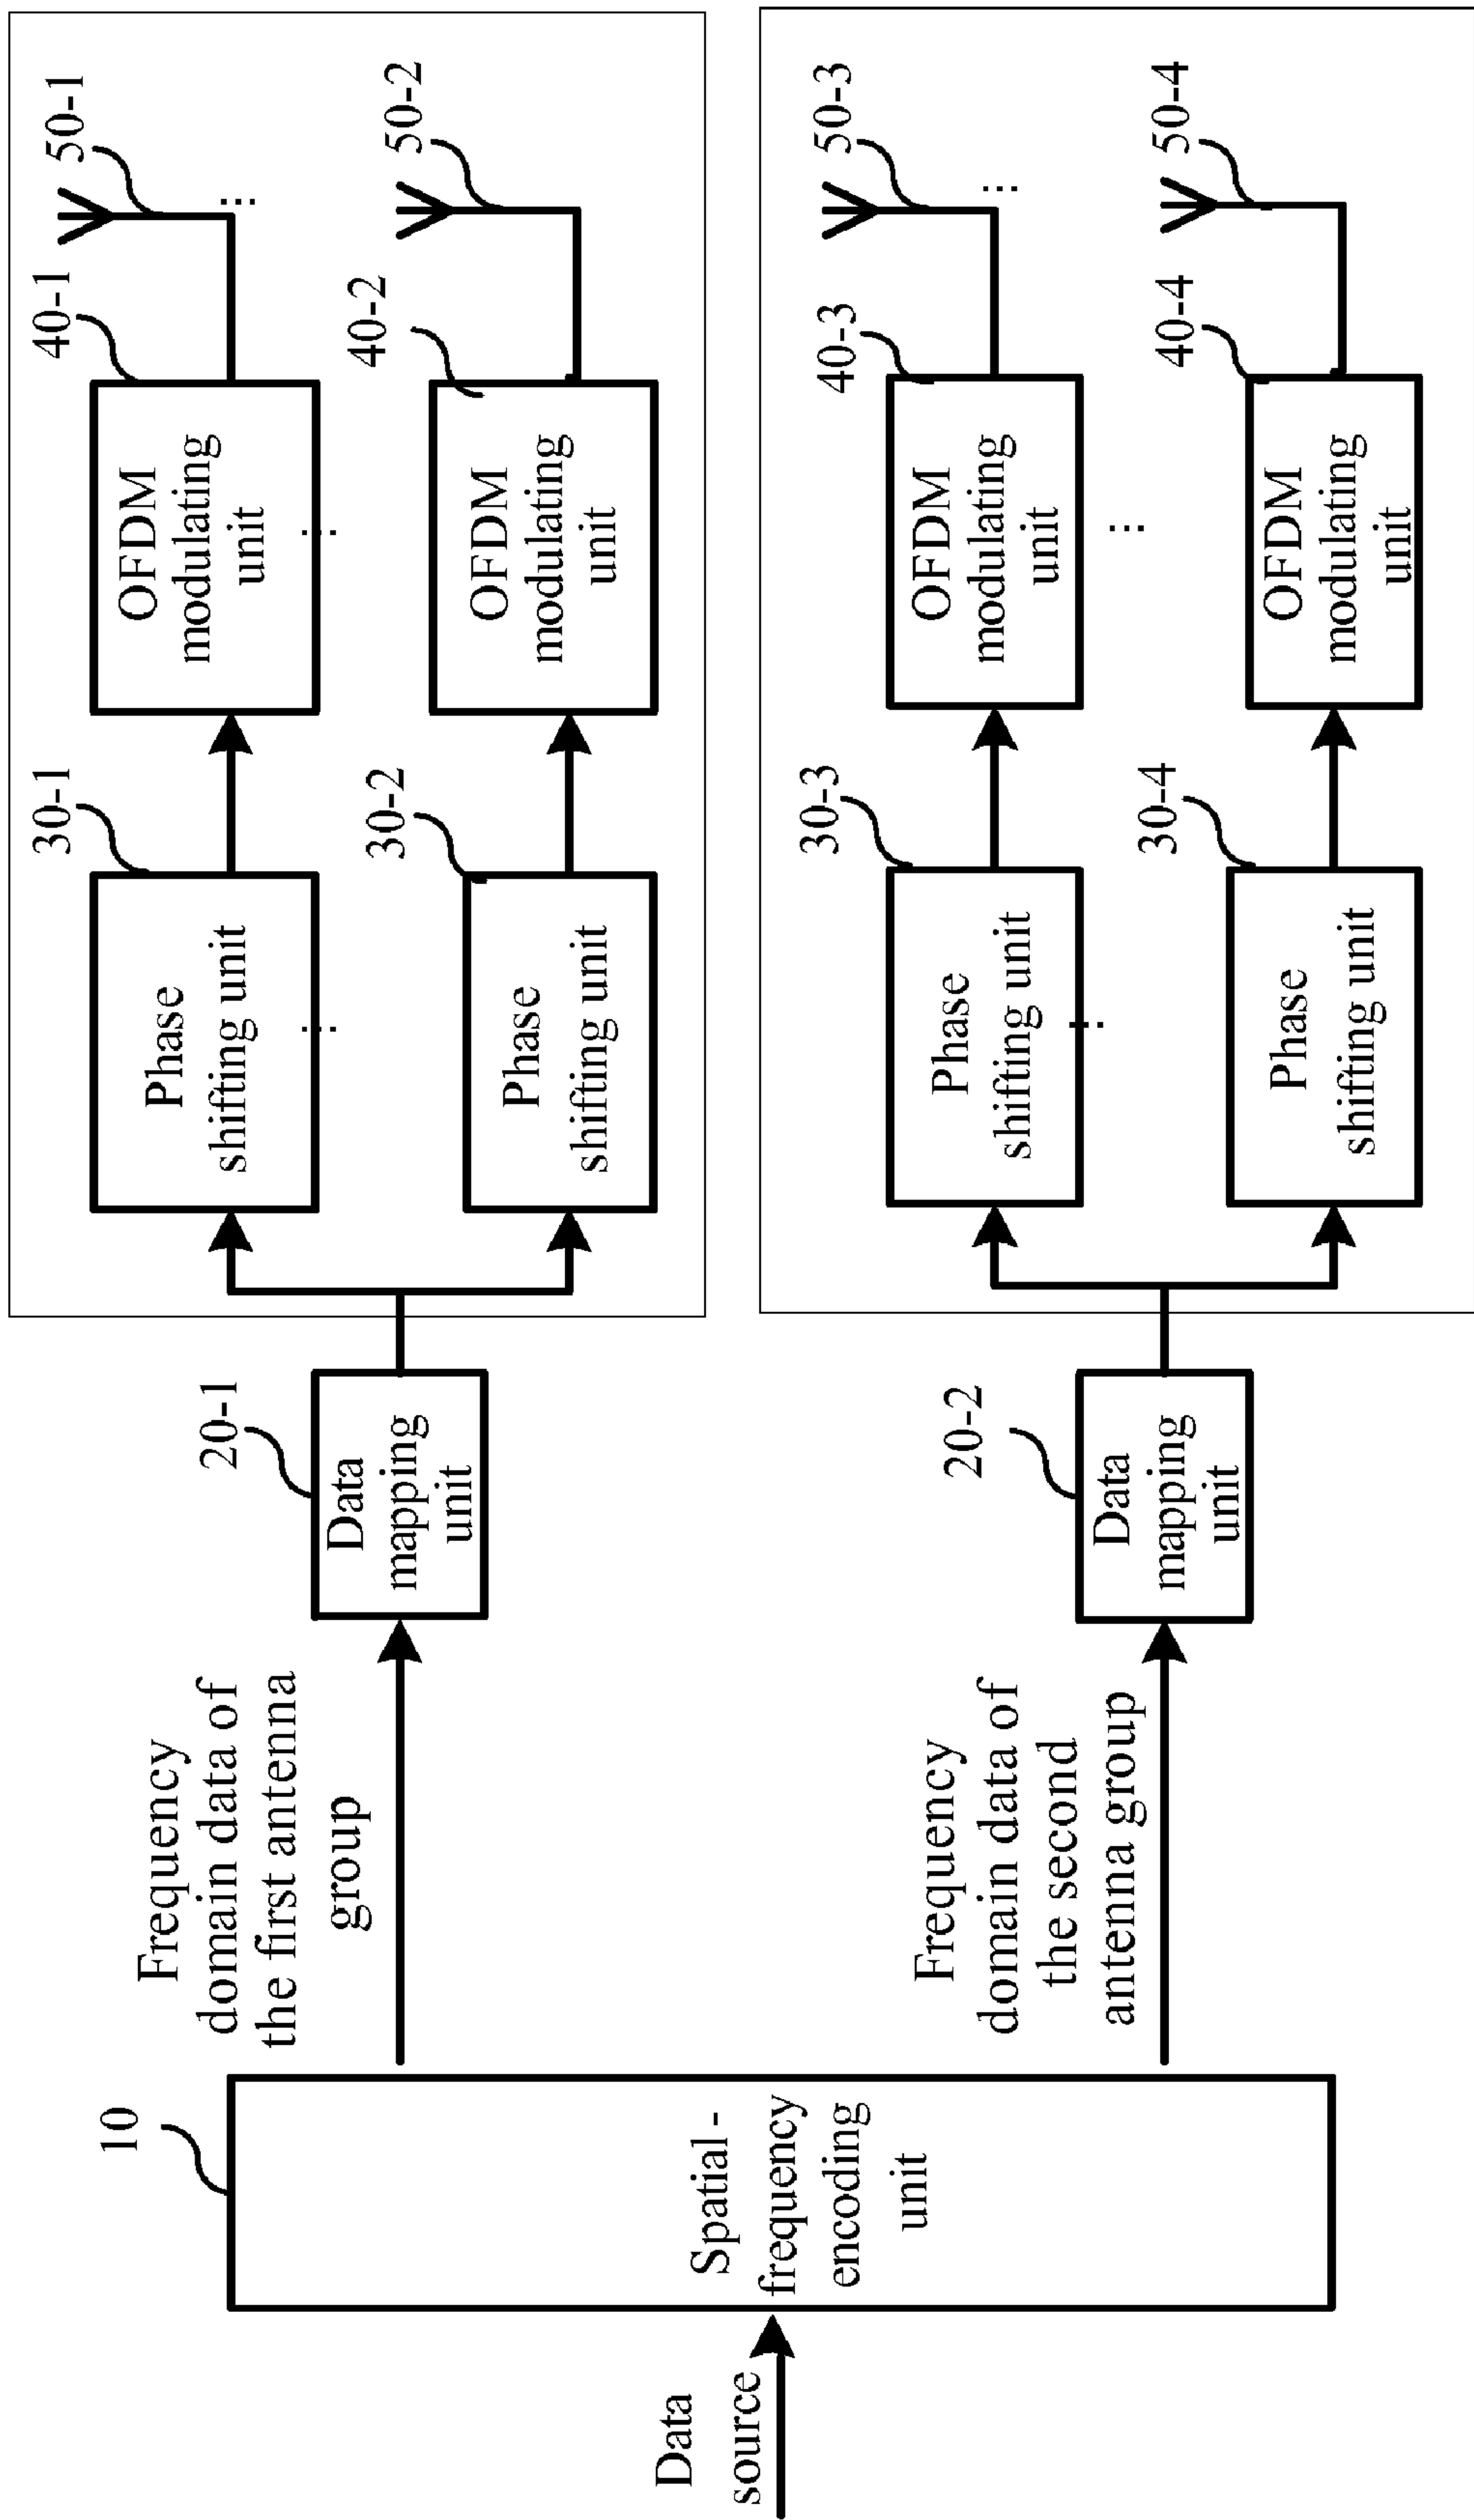 Data
source
10
Spatial-
frequency
encoding
unit
Frequency
domain data of
the first antenna
group
20-1
Data
mapping
unit
30-1
Phase
shifting unit
...
30-2
Phase
shifting unit
40-1
OFDM
modulating
unit
...
40-2
OFDM
modulating
unit
50-1
...
50-2
Frequency
domain data of
the second
antenna group
20-2
Data
mapping
unit
30-3
Phase
shifting unit
...
30-4
Phase
shifting unit
40-3
OFDM
modulating
unit
...
40-4
OFDM
modulating
unit
50-3
...
50-4